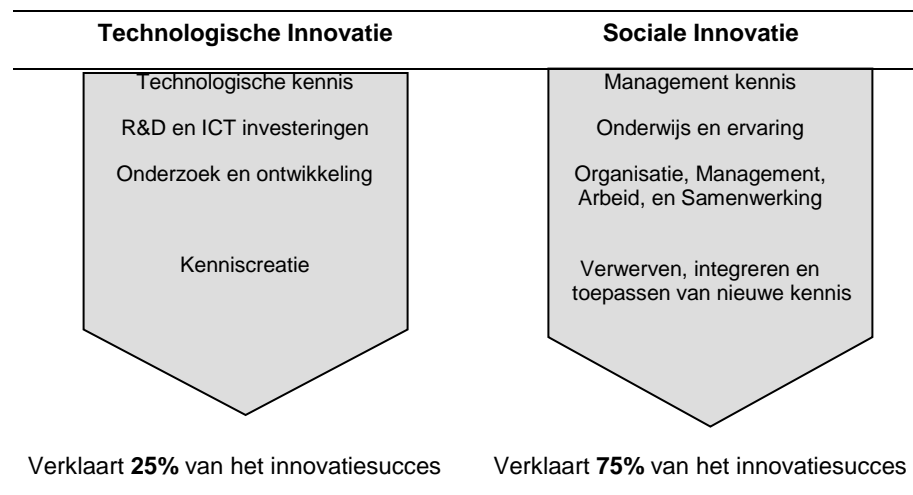 Technologische Innovatie
Technologische kennis
R&D en ICT investeringen
Onderzoek en ontwikkeling
Kenniscreatie
Verklaart 25% van het innovatiesucces
Sociale Innovatie
Management kennis
Onderwijs en ervaring
Organisatie, Management,
Arbeid, en Samenwerking
Verwerven, integreren en
toepassen van nieuwe kennis
Verklaart 75% van het innovatiesucces